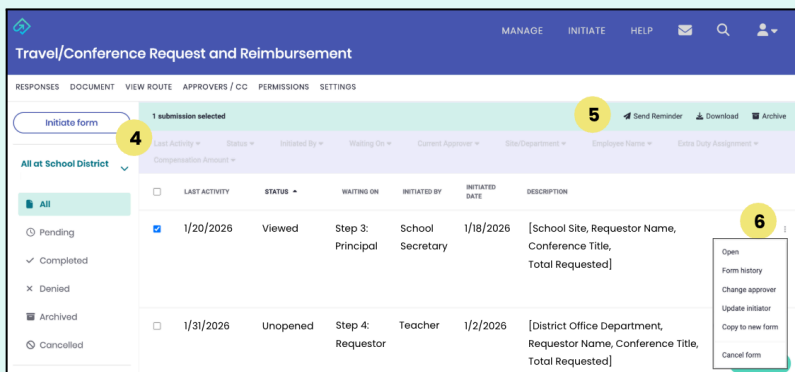 MANAGE INITIATE HELP
Travel/Conference Request and Reimbursement
RESPONSES DOCUMENT VIEW ROUTE APPROVERS / CC PERMISSIONS SETTINGS
Initiate form
4
1 submission selected
5
Send Reminder Download Archive
Last Activity Status Initiated By Waiting On Current Approver Site/Department Employee Name Extra Duty Assignment
Compensation Amount
All at School District
All
Pending
Completed
Denied
Archived
Cancelled
LAST ACTIVITY STATUS WAITING ON INITIATED BY INITIATED DATE DESCRIPTION
1/20/2026 Viewed Step 3: Principal School Secretary 1/18/2026 [School Site, Requestor Name,
Conference Title,
Total Requested]
6
Open
Form history
Change approver
Update initiator
Copy to new form
Cancel form
1/31/2026 Unopened Step 4: Requestor Teacher 1/2/2026 [District Office Department,
Requestor Name, Conference Title,
Total Requested]